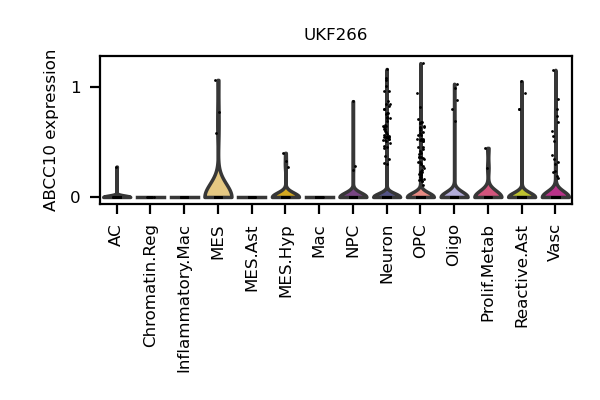 UKF266
ABCC10 expression
1
0
AC
Chromatin.Reg
Inflammatory.Mac
MES
MES.Ast
MES.Hyp
Mac
NPC
Neuron
OPC
Oligo
Prolif.Metab
Reactive.Ast
Vasc